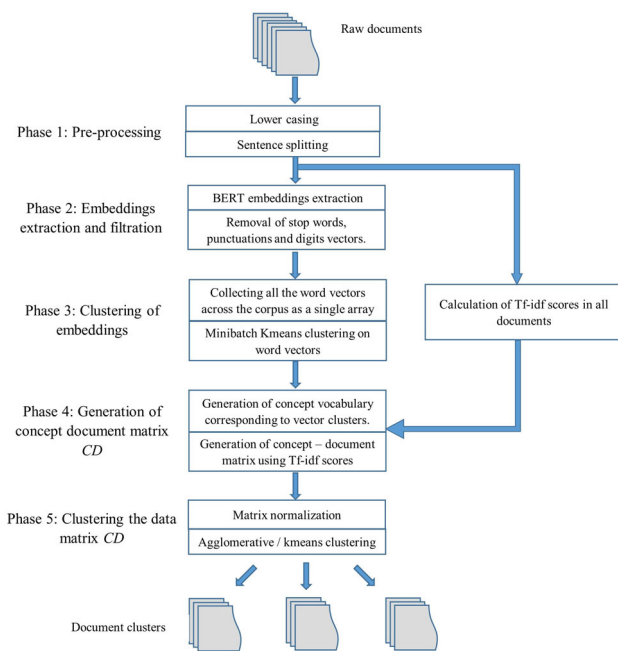 Raw documents
Phase 1: Pre-processing
Lower casing
Sentence splitting
Phase 2: Embeddings
extraction and filtration
BERT embeddings extraction
Removal of stop words,
punctuations and digits vectors.
Phase 3: Clustering of
embeddings
Collecting all the word vectors
across the corpus as a single array
Minibatch Kmeans clustering on
word vectors
Calculation of Tf-idf scores in all
documents
Phase 4: Generation of
concept document matrix
CD
Generation of concept vocabulary
corresponding to vector clusters.
Generation of concept – document
matrix using Tf-idf scores
Phase 5: Clustering the data
matrix CD
Matrix normalization
Agglomerative / kmeans clustering
Document clusters